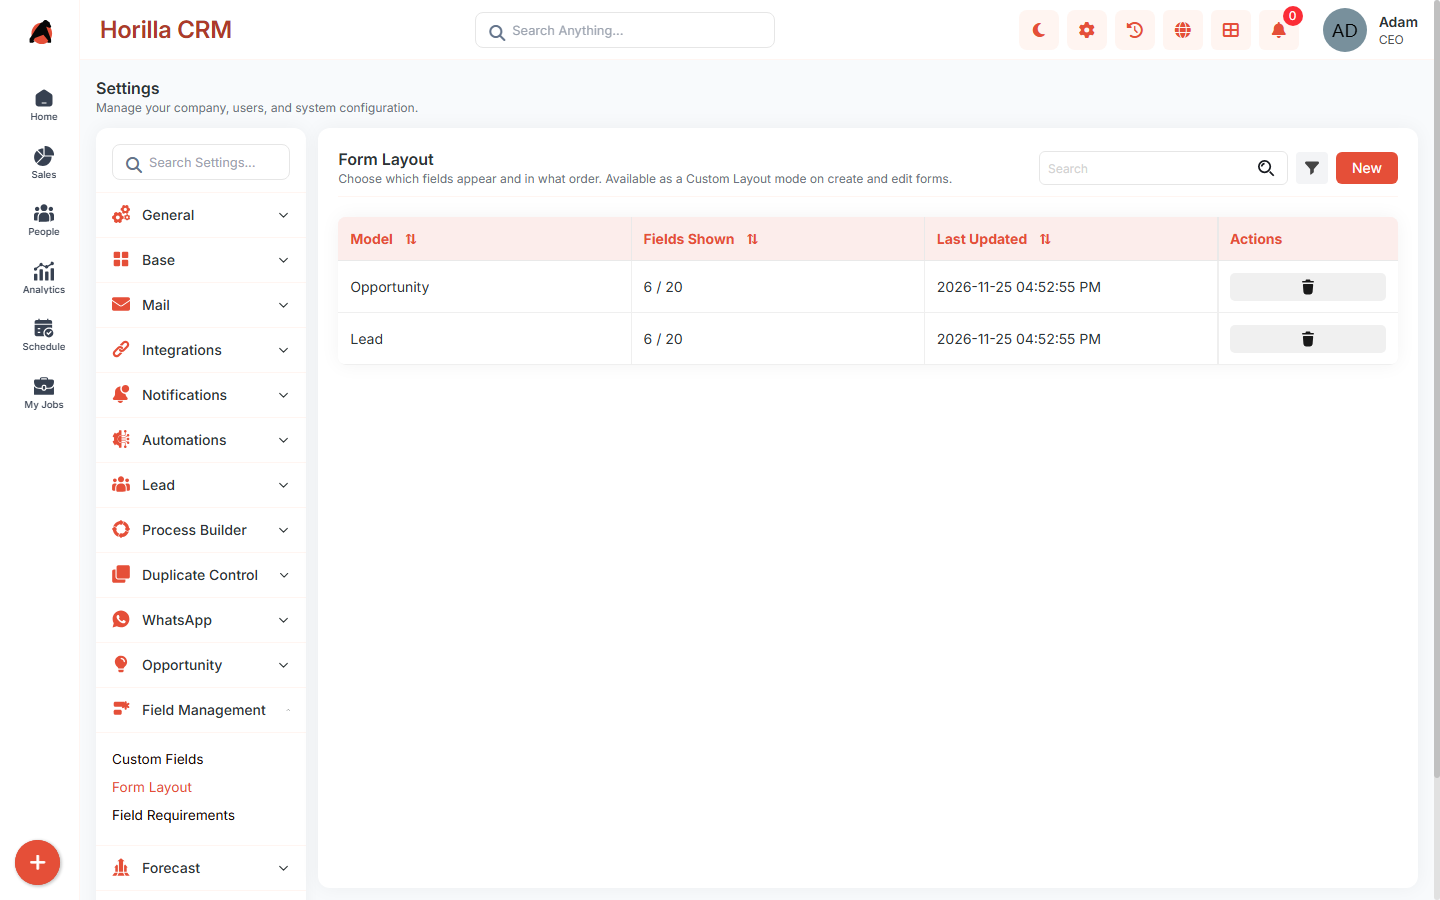 Horilla CRM
Search Anything...
0
AD
Adam
CEO
Home
Sales
People
Analytics
Schedule
My Jobs
Settings
Manage your company, users, and system configuration.
Search Settings...
General
Base
Mail
Integrations
Notifications
Automations
Lead
Process Builder
Duplicate Control
WhatsApp
Opportunity
Field Management
Custom Fields
Form Layout
Field Requirements
Forecast
Form Layout
Choose which fields appear and in what order. Available as a Custom Layout mode on create and edit forms.
Search
New
Model Fields Shown Last Updated Actions
Opportunity 6 / 20 2026-11-25 04:52:55 PM
Lead 6 / 20 2026-11-25 04:52:55 PM